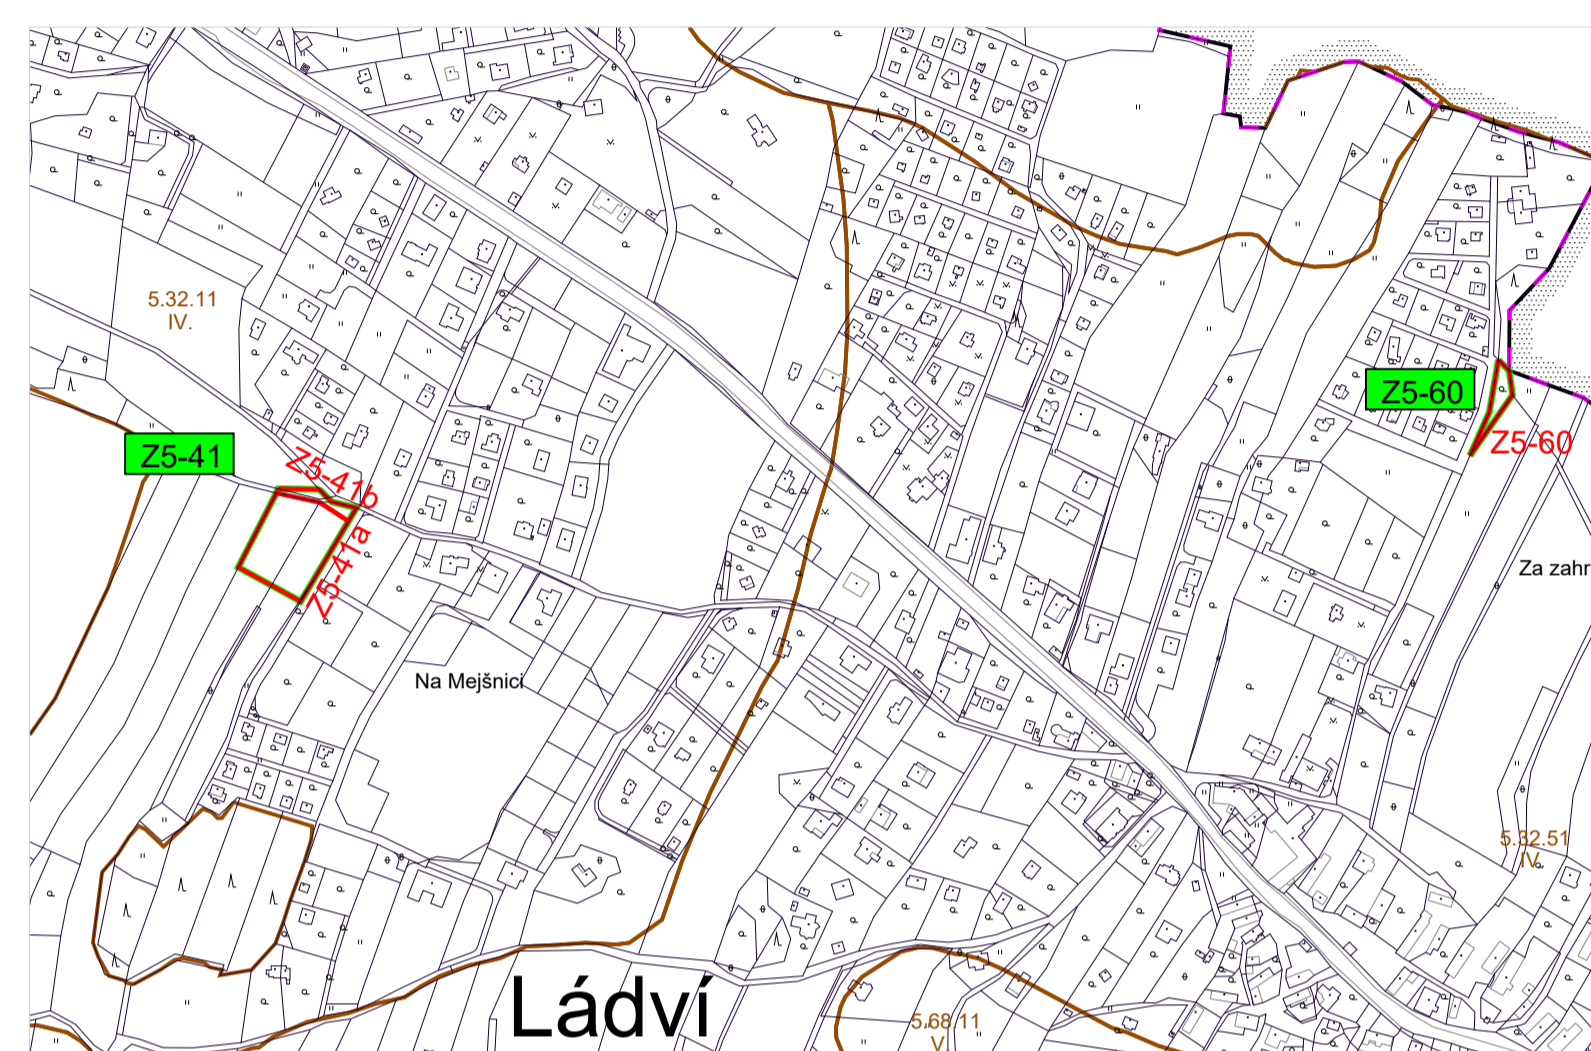 5.32.11
IV.
Z5-60
Z5-60
Z5-41
Z5-41b
Z5-41a
Za zahr
Na Mejšnici
5.32.51
IV.
Ládví
5.68.11
V.